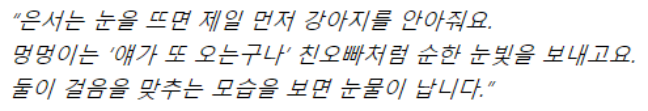 “은서는 눈을 뜨면 제일 먼저 강아지를 안아줘요.
멍멍이는 ‘얘가 또 오는구나’ 친오빠처럼 순한 눈빛을 보내고요.
둘이 걸음을 맞추는 모습을 보면 눈물이 납니다.”